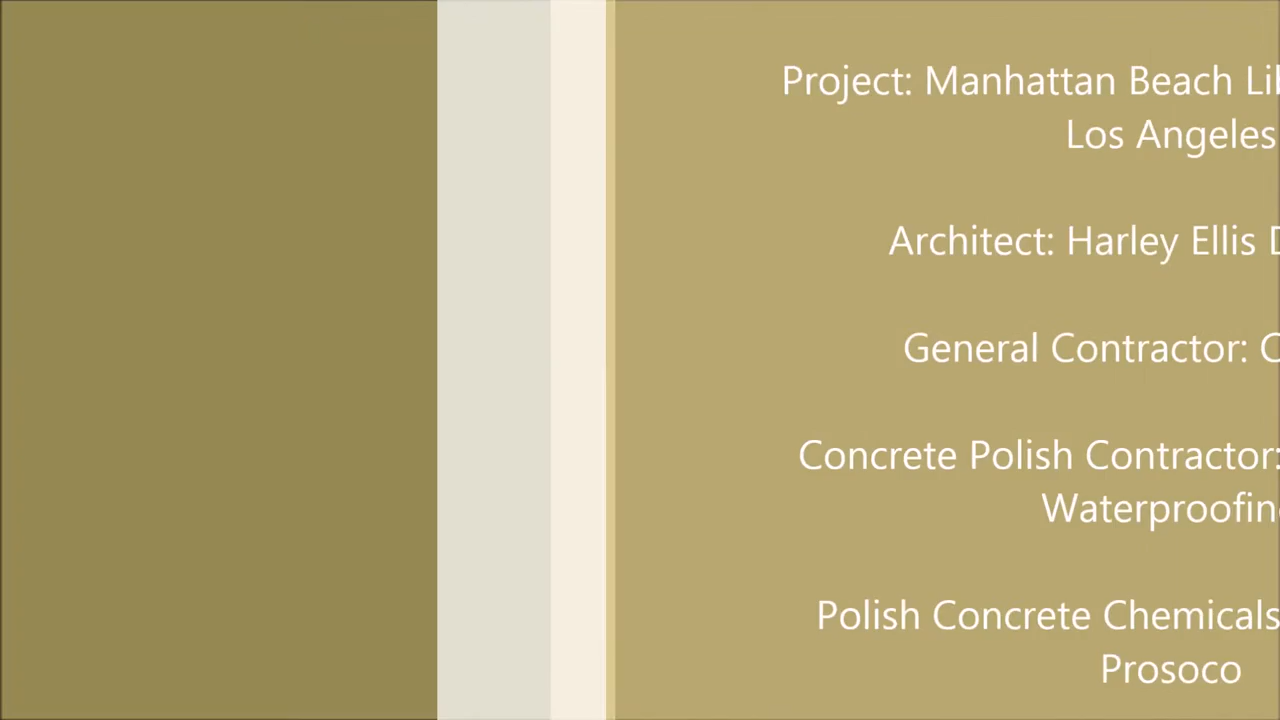 Project: Manhattan Beach
Los Angeles
Architect: Harley Ellis
General Contractor:
Concrete Polish Contractor:
Polish Concrete Chemicals
Prosoco